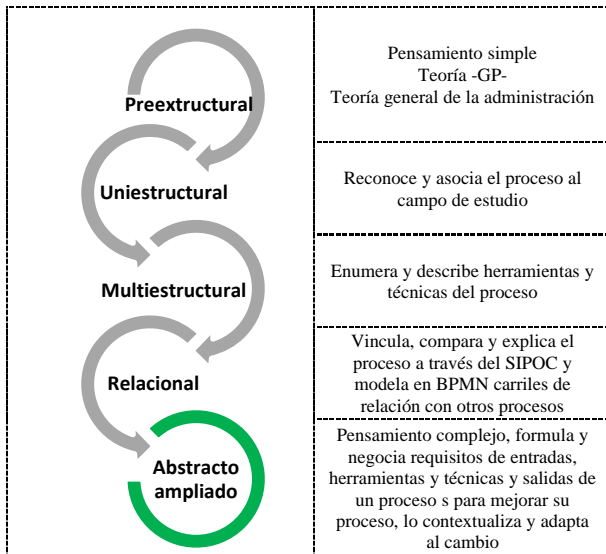 Preextructural
Pensamiento simple
Teoría -GP-
Teoría general de la administración
Uniestructural
Reconoce y asocia el proceso al
campo de estudio
Multiestructural
Enumera y describe herramientas y
técnicas del proceso
Relacional
Vincula, compara y explica el
proceso a través del SIPOC y
modela en BPMN carriles de
relación con otros procesos
Abstracto
ampliado
Pensamiento complejo, formula y
negocia requisitos de entradas,
herramientas y técnicas y salidas de
un proceso s para mejorar su
proceso, lo contextualiza y adapta
al cambio